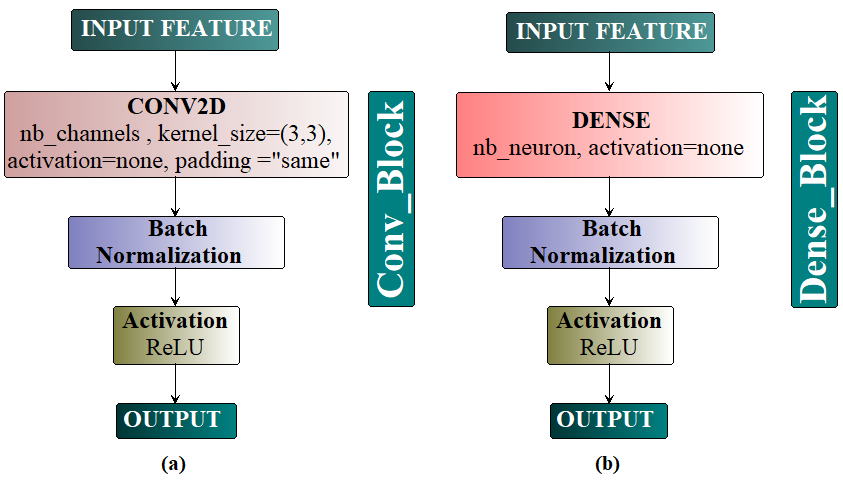 INPUT FEATURE
CONV2D
nb_channels , kernel_size=(3,3),
activation=none, padding ="same"
Batch
Normalization
Activation
ReLU
OUTPUT
(a)
Conv_Block
INPUT FEATURE
DENSE
nb_neuron, activation=none
Batch
Normalization
Activation
ReLU
OUTPUT
(b)
Dense_Block